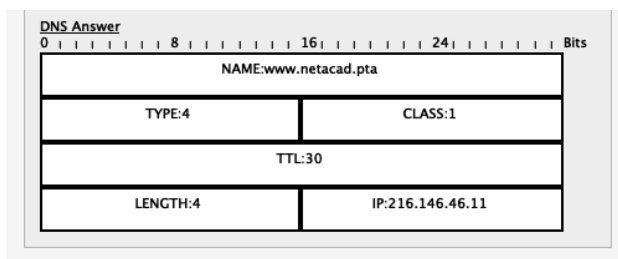 DNS Answer
0 8 16 24 Bits
NAME:www.netacad.pta
TYPE:4 CLASS:1
TTL:30
LENGTH:4 IP:216.146.46.11